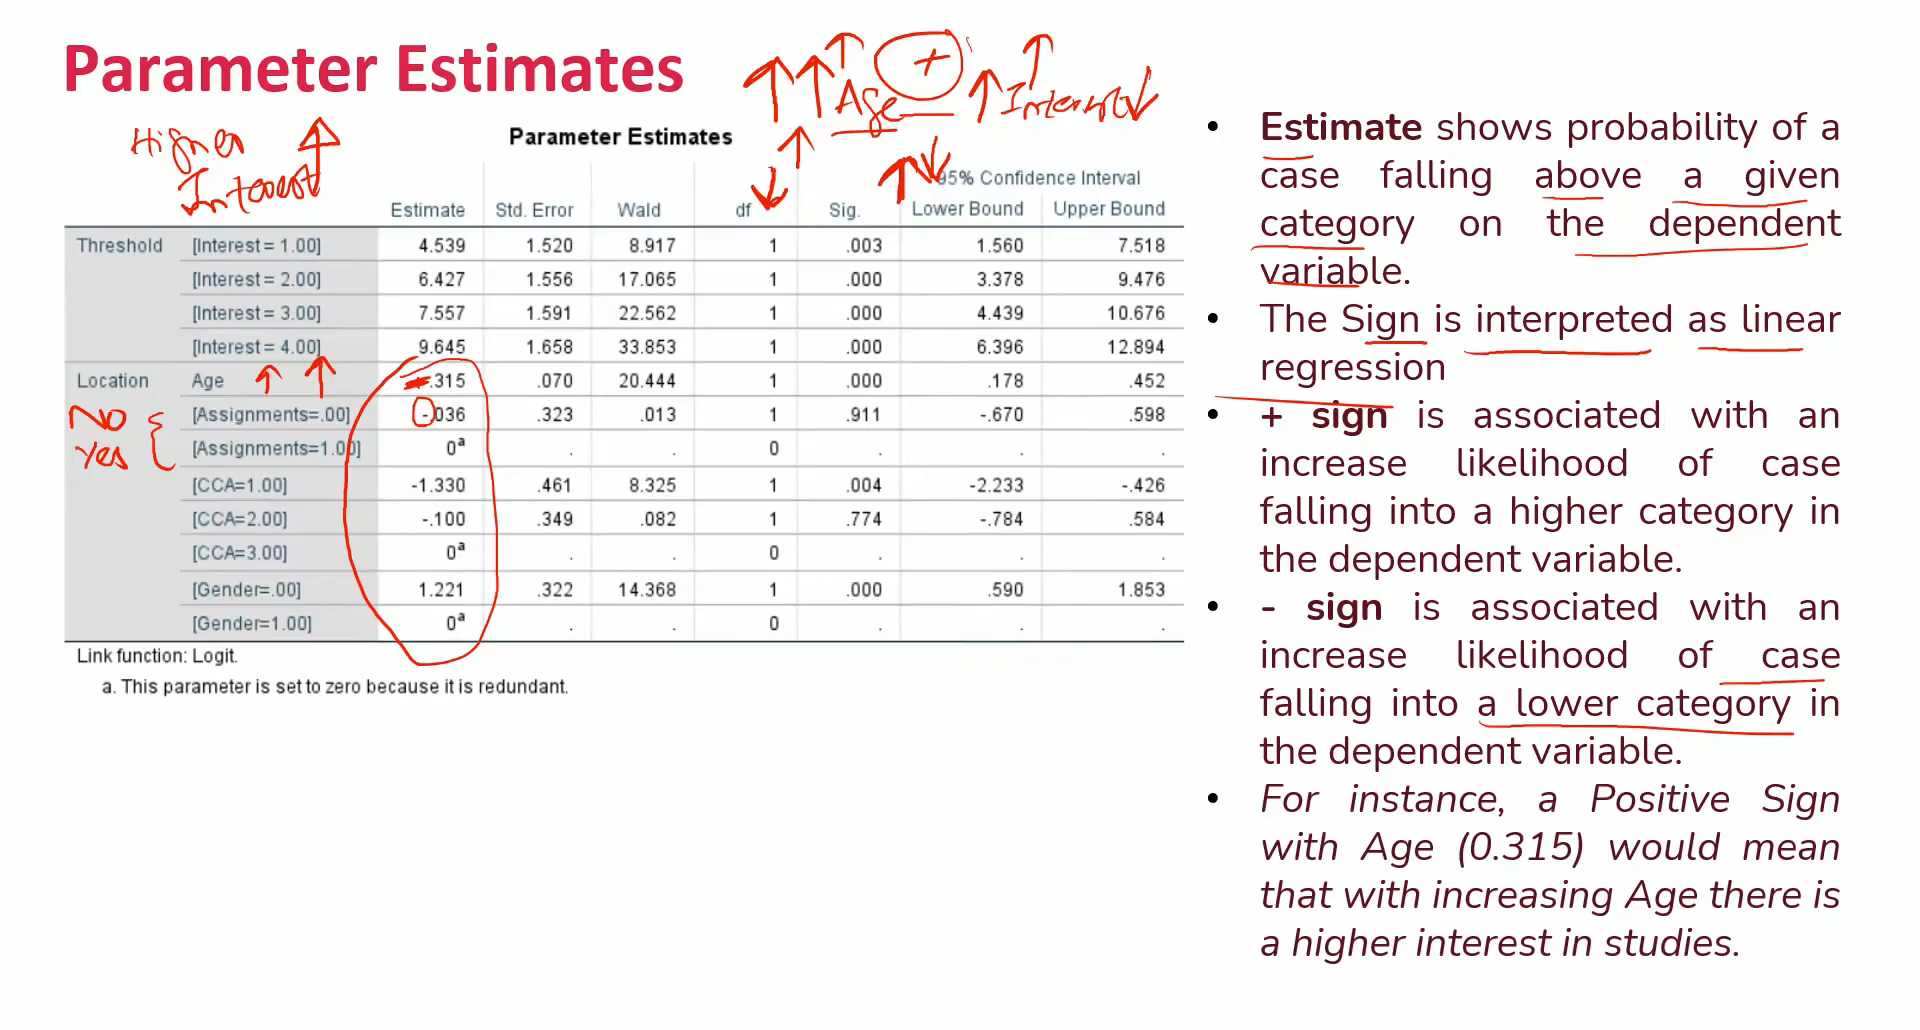 Parameter Estimates
Age + Interest
Higher
Interest
Parameter Estimates
95% Confidence Interval
Estimate Std. Error Wald df Sig. Lower Bound Upper Bound
Threshold [Interest = 1.00] 4.539 1.520 8.917 1 .003 1.560 7.518
[Interest = 2.00] 6.427 1.556 17.065 1 .000 3.378 9.476
[Interest = 3.00] 7.557 1.591 22.562 1 .000 4.439 10.676
[Interest = 4.00] 9.645 1.658 33.853 1 .000 6.396 12.894
Location Age .315 .070 20.444 1 .000 .178 .452
No
[Assignments=.00] -.036 .323 .013 1 .911 -.670 .598
Yes
[Assignments=1.00] 0ª . . 0 . . .
[CCA=1.00] -1.330 .461 8.325 1 .004 -2.233 -.426
[CCA=2.00] -.100 .349 .082 1 .774 -.784 .584
[CCA=3.00] 0ª . . 0 . . .
[Gender=.00] 1.221 .322 14.368 1 .000 .590 1.853
[Gender=1.00] 0ª . . 0 . . .
Link function: Logit.
a. This parameter is set to zero because it is redundant.
• Estimate shows probability of a
case falling above a given
category on the dependent
variable.
• The Sign is interpreted as linear
regression
• + sign is associated with an
increase likelihood of case
falling into a higher category in
the dependent variable.
• - sign is associated with an
increase likelihood of case
falling into a lower category in
the dependent variable.
• For instance, a Positive Sign
with Age (0.315) would mean
that with increasing Age there is
a higher interest in studies.